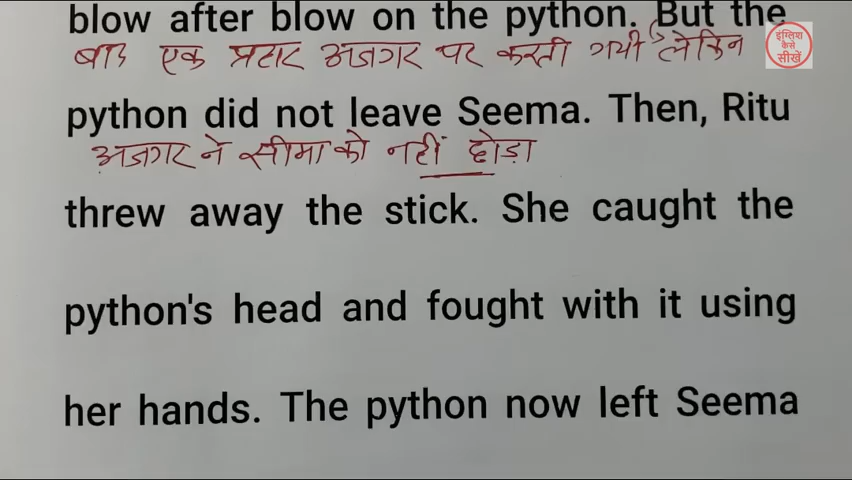 blow after blow on the python. But the
बाद एक प्रहार अजगर पर करती गयी लेकिन
इंग्लिश
कैसे
सीखें
python did not leave Seema. Then, Ritu
अजगर ने सीमा को नहीं छोड़ा
threw away the stick. She caught the
python's head and fought with it using
her hands. The python now left Seema